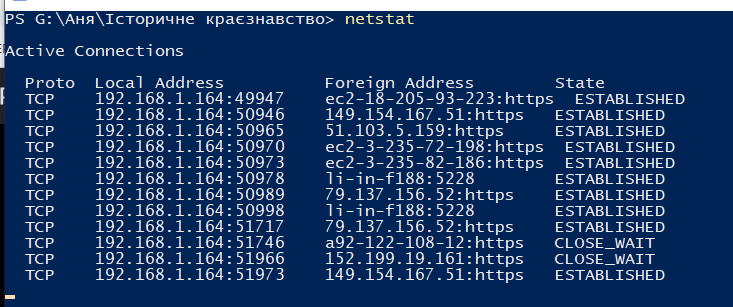 PS G:\Аня\Історичне краєзнавство> netstat
Active Connections
Proto Local Address Foreign Address State
TCP 192.168.1.164:49947 ec2-18-205-93-223:https ESTABLISHED
TCP 192.168.1.164:50946 149.154.167.51:https ESTABLISHED
TCP 192.168.1.164:50965 51.103.5.159:https ESTABLISHED
TCP 192.168.1.164:50970 ec2-3-235-72-198:https ESTABLISHED
TCP 192.168.1.164:50973 ec2-3-235-82-186:https ESTABLISHED
TCP 192.168.1.164:50978 li-in-f188:5228 ESTABLISHED
TCP 192.168.1.164:50989 79.137.156.52:https ESTABLISHED
TCP 192.168.1.164:50998 li-in-f188:5228 ESTABLISHED
TCP 192.168.1.164:51717 79.137.156.52:https ESTABLISHED
TCP 192.168.1.164:51746 a92-122-108-12:https CLOSE_WAIT
TCP 192.168.1.164:51966 152.199.19.161:https CLOSE_WAIT
TCP 192.168.1.164:51973 149.154.167.51:https ESTABLISHED